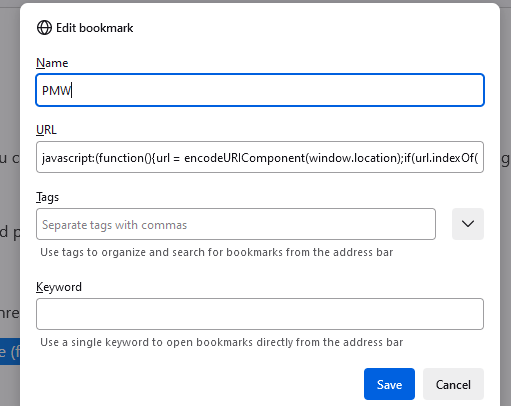 Edit bookmark
Name
PMW
URL
javascript:(function(){url = encodeURIComponent(window.location);if(url.indexOf(
Tags
Separate tags with commas
Use tags to organize and search for bookmarks from the address bar
Keyword
Use a single keyword to open bookmarks directly from the address bar
Save Cancel